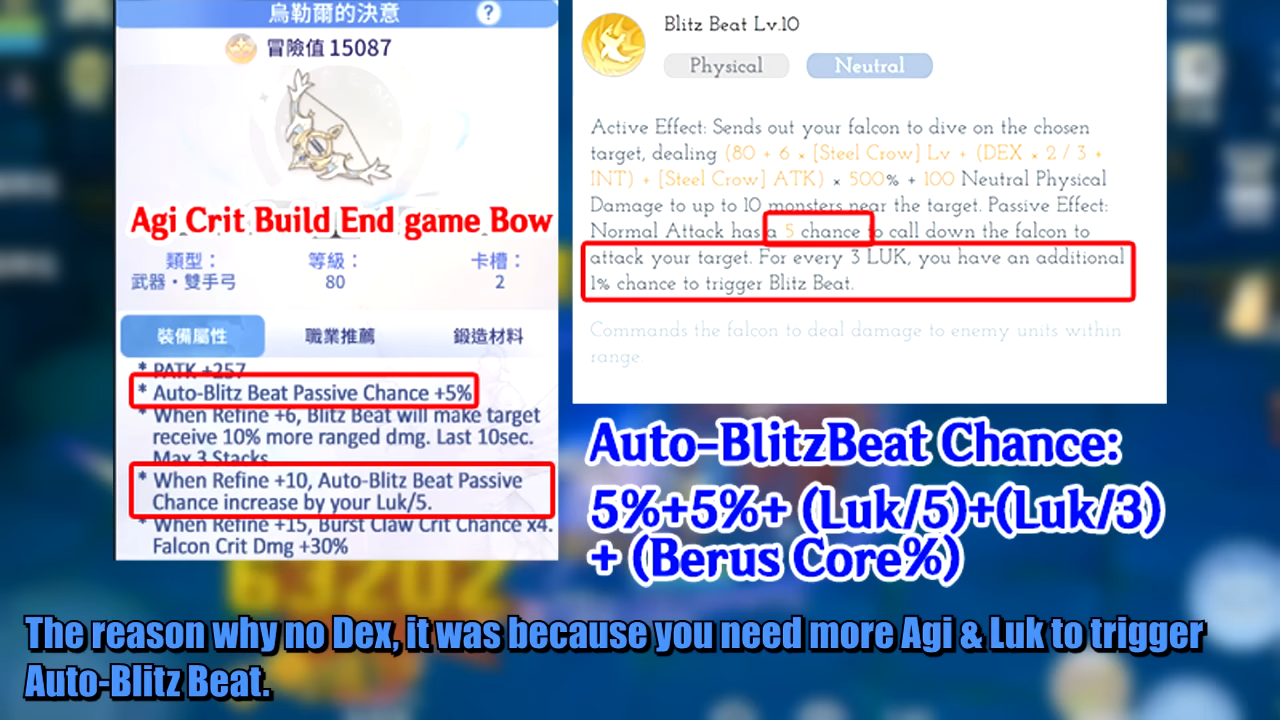 烏勒爾的決意
?
冒險值 15087
Agi Crit Build End game Bow
類型：
等級：
卡槽：
武器・雙手弓
80
2
裝備屬性
職業推薦
鍛造材料
* PATK +257
* Auto-Blitz Beat Passive Chance +5%
* When Refine +6, Blitz Beat will make target
receive 10% more ranged dmg. Last 10sec.
Max 3 Stacks
* When Refine +10, Auto-Blitz Beat Passive
Chance increase by your Luk/5.
* When Refine +15, Burst Claw Crit Chance x4.
Falcon Crit Dmg +30%
Blitz Beat Lv.10
Physical
Neutral
Active Effect: Sends out your falcon to dive on the chosen
target, dealing (80 + 6 × [Steel Crow] Lv + (DEX × 2 / 3 +
INT) + [Steel Crow] ATK) × 500% + 100 Neutral Physical
Damage to up to 10 monsters near the target. Passive Effect:
Normal Attack has a 5 chance to call down the falcon to
attack your target. For every 3 LUK, you have an additional
1% chance to trigger Blitz Beat.
Commands the falcon to deal damage to enemy units within
range.
Auto-BlitzBeat Chance:
5%+5%+ (Luk/5)+(Luk/3)
+ (Berus Core%)
63202
The reason why no Dex, it was because you need more Agi & Luk to trigger
Auto-Blitz Beat.